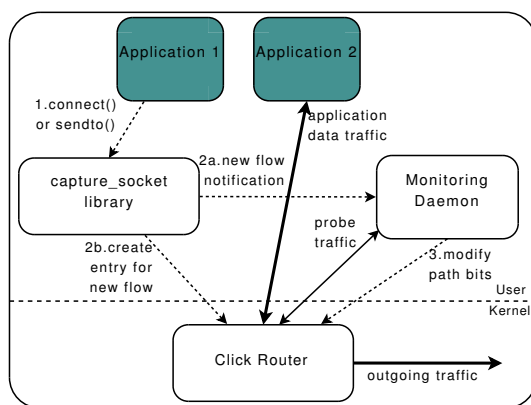 Application 1
Application 2
1.connect()
or sendto()
application
data traffic
2a.new flow
notification
capture_socket
library
Monitoring
Daemon
probe
traffic
2b.create
entry for
new flow
3.modify
path bits
User
Kernel
Click Router
outgoing traffic